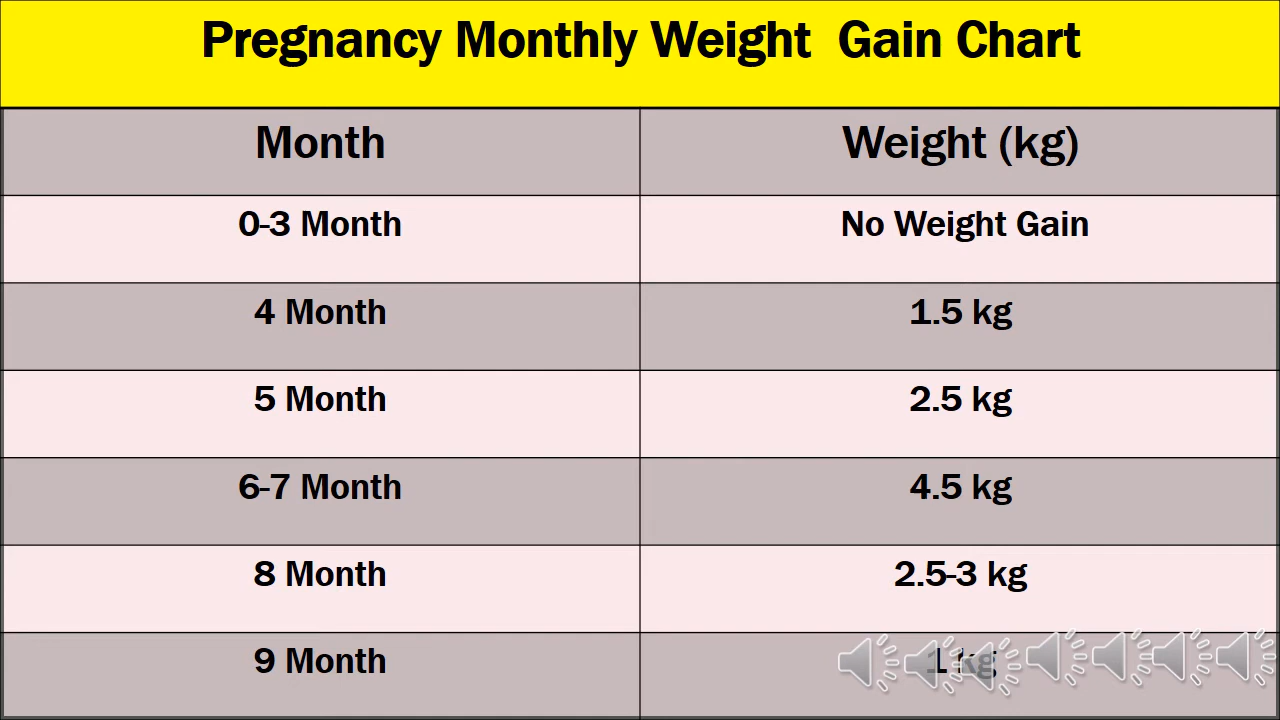 Pregnancy Monthly Weight Gain Chart
Month Weight (kg)
0-3 Month No Weight Gain
4 Month 1.5 kg
5 Month 2.5 kg
6-7 Month 4.5 kg
8 Month 2.5-3 kg
9 Month 1 kg